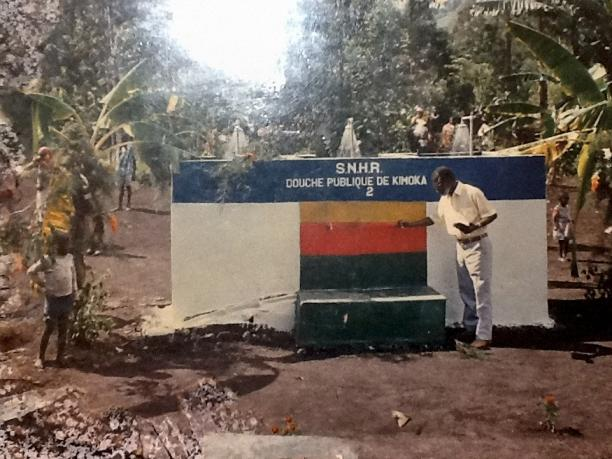 S.N.H.R.
DOUCHE PUBLIQUE DE KIMOKA
2